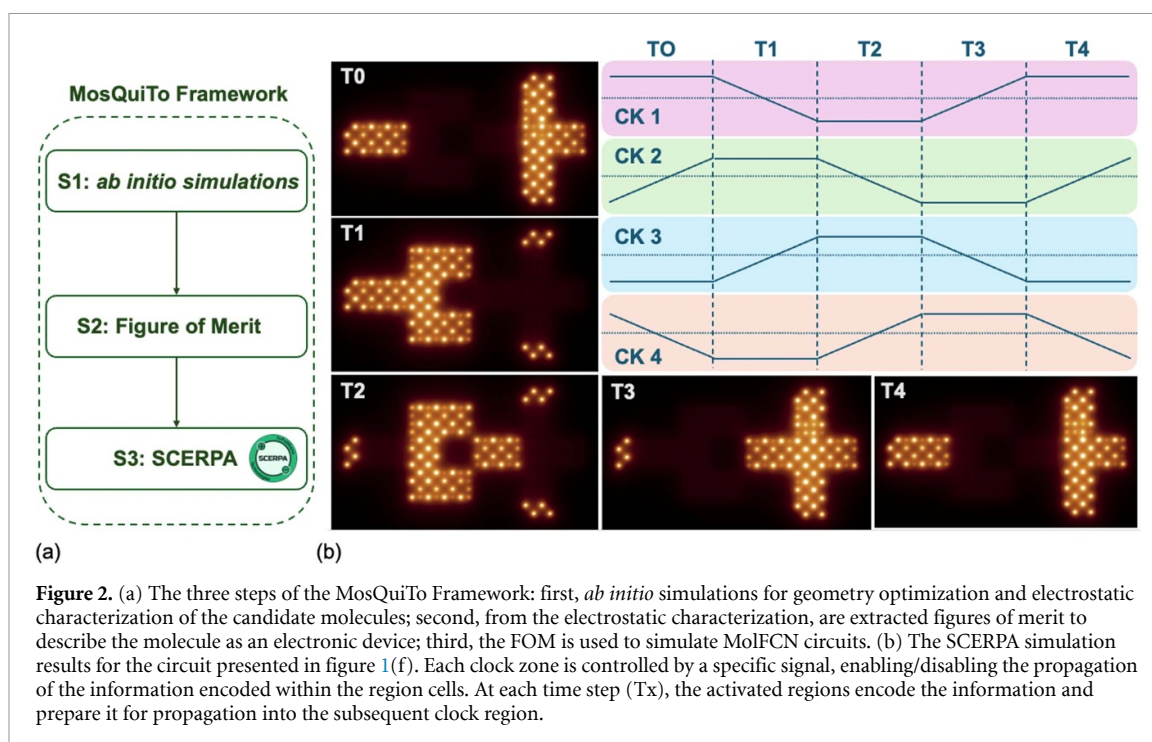 MosQuiTo Framework
S1: ab initio simulations
S2: Figure of Merit
S3: SCERPA
SCERPA
(a)
TO T1 T2 T3 T4
T0
CK 1
CK 2
T1
CK 3
CK 4
T2
T3
T4
(b)
Figure 2. (a) The three steps of the MosQuiTo Framework: first, ab initio simulations for geometry optimization and electrostatic
characterization of the candidate molecules; second, from the electrostatic characterization, are extracted figures of merit to
describe the molecule as an electronic device; third, the FOM is used to simulate MolFCN circuits. (b) The SCERPA simulation
results for the circuit presented in figure 1(f). Each clock zone is controlled by a specific signal, enabling/disabling the propagation
of the information encoded within the region cells. At each time step (Tx), the activated regions encode the information and
prepare it for propagation into the subsequent clock region.